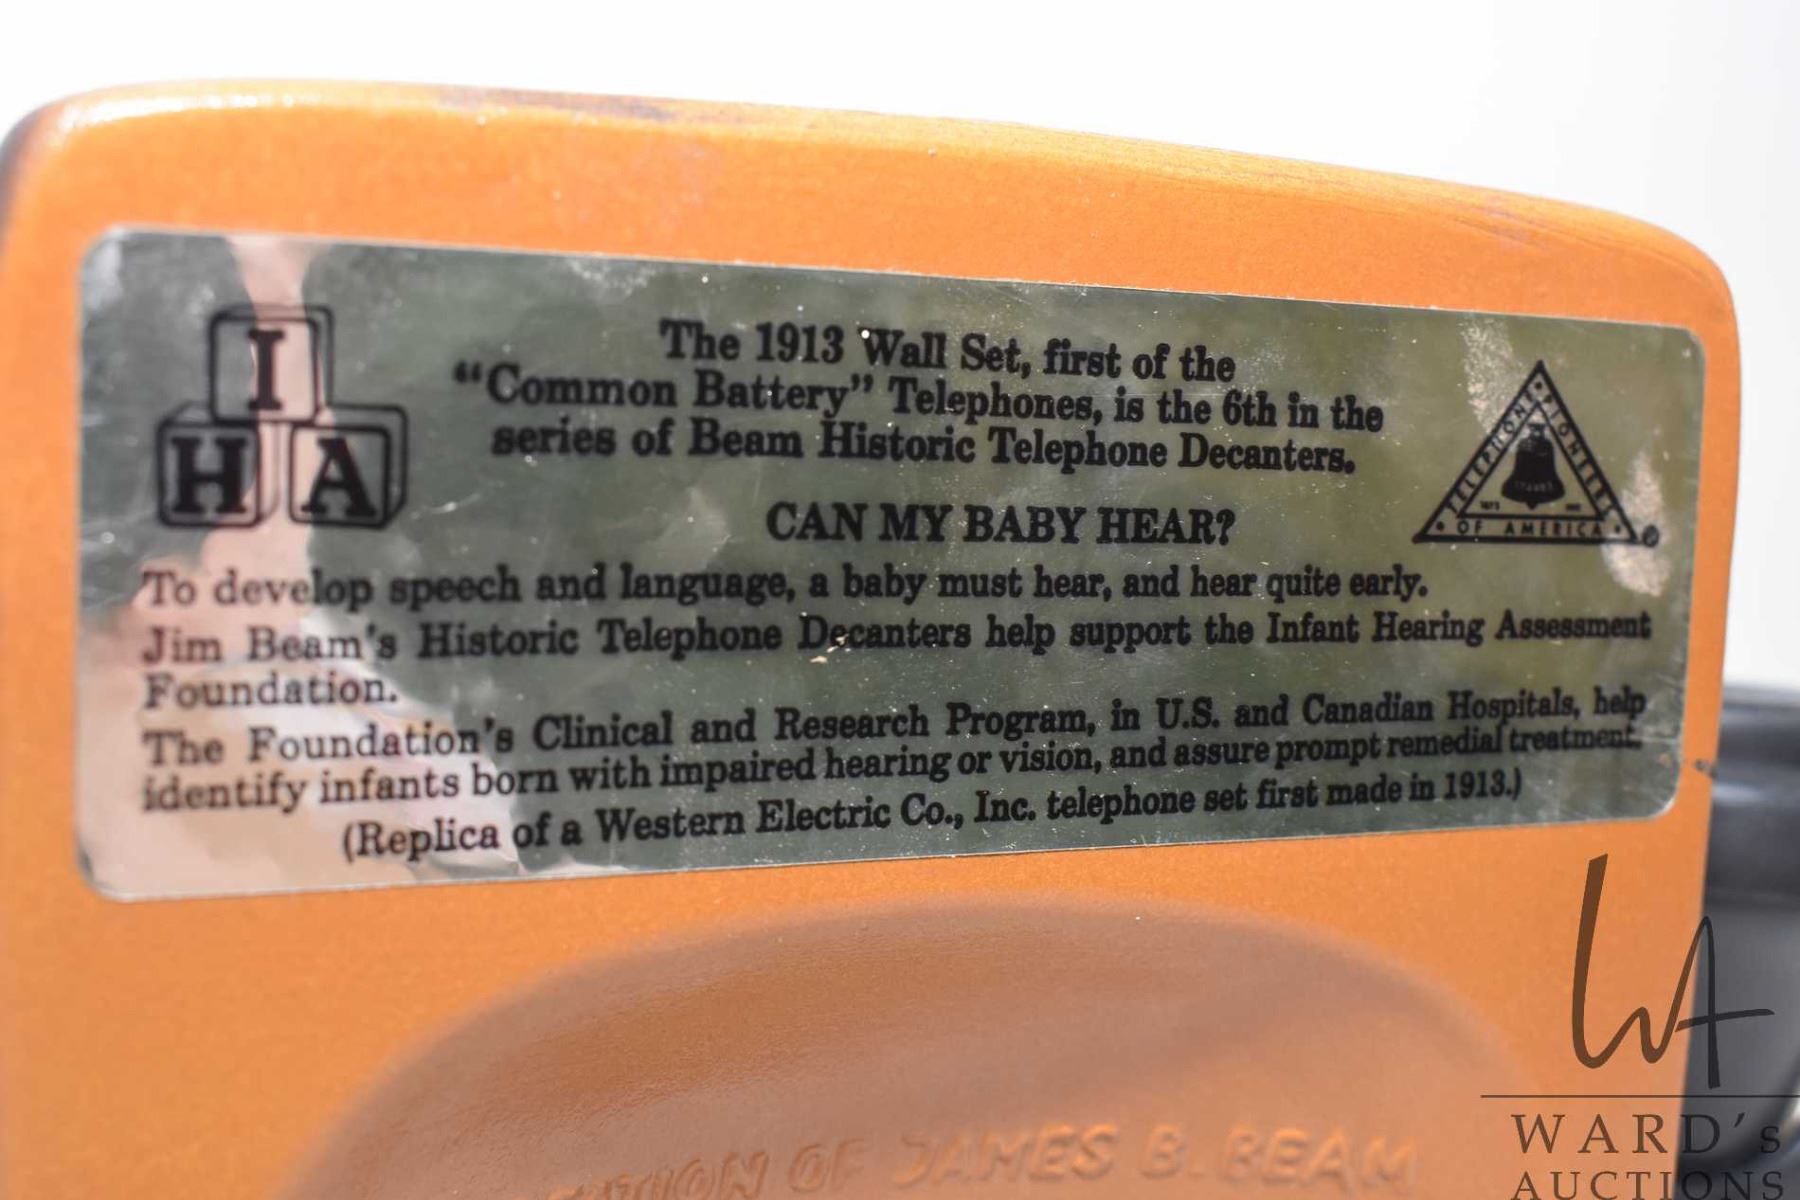 I
H A
The 1913 Wall Set, first of the
“Common Battery” Telephones, is the 6th in the
series of Beam Historic Telephone Decanters.
TELEPHONE PIONEERS
OF AMERICA
CAN MY BABY HEAR?
To develop speech and language, a baby must hear, and hear quite early.
Jim Beam's Historic Telephone Decanters help support the Infant Hearing Assessment
Foundation.
The Foundation's Clinical and Research Program, in U.S. and Canadian Hospitals, help
identify infants born with impaired hearing or vision, and assure prompt remedial treatment.
(Replica of a Western Electric Co., Inc. telephone set first made in 1913.)
OF JAMES B. BEAM
WA
WARD's
AUCTIONS